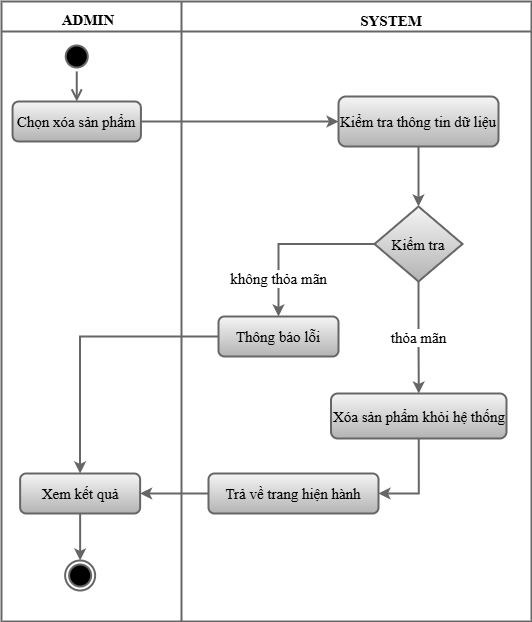 ADMIN
SYSTEM
Chọn xóa sản phẩm
Kiểm tra thông tin dữ liệu
Kiểm tra
không thỏa mãn
Thông báo lỗi
thỏa mãn
Xóa sản phẩm khỏi hệ thống
Xem kết quả
Trả về trang hiện hành